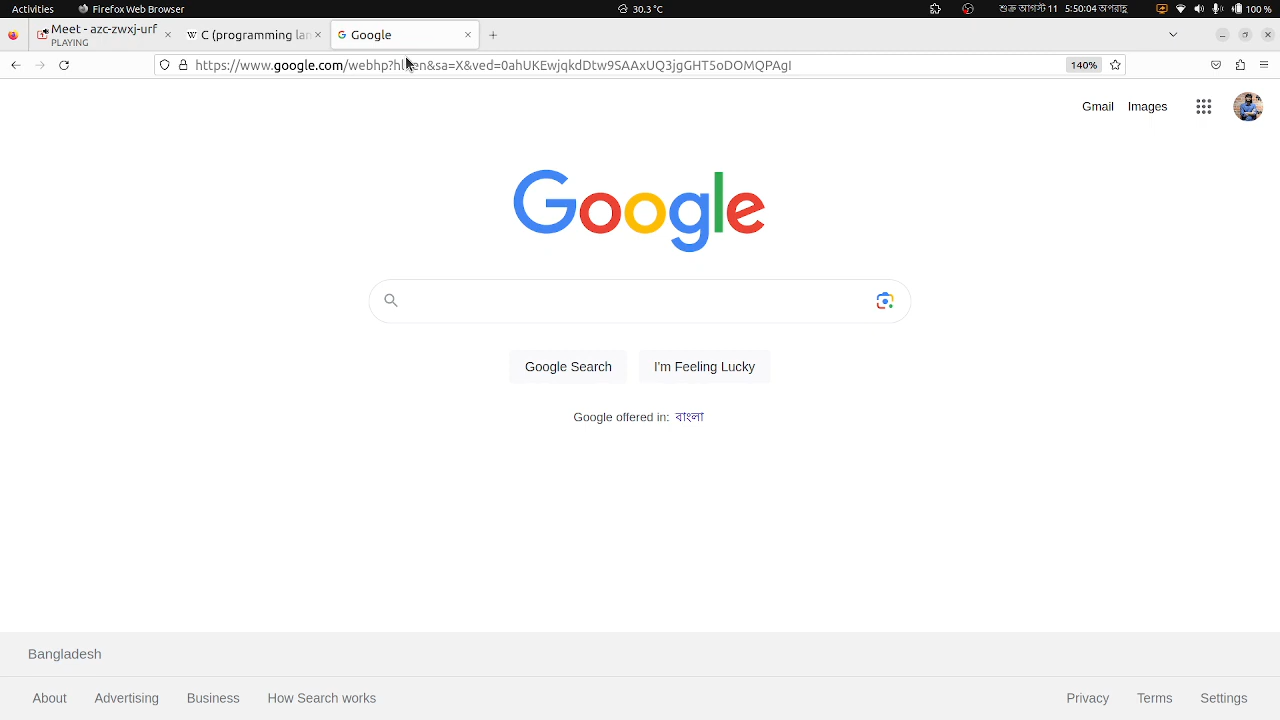 Activities Firefox Web Browser 30.3 °C শুক্র আগস্ট 11 5:50:04 অপরাহ্ণ 100 %
Meet - azc-zwxj-urf
PLAYING
C (programming lan
Google
https://www.google.com/webhp?hl=en&sa=X&ved=0ahUKEwjqkdDtw9SAAxUQ3jgGHT5oDOMQPAgI 140%
Gmail Images
Google
Google Search I'm Feeling Lucky
Google offered in: বাংলা
Bangladesh
About Advertising Business How Search works Privacy Terms Settings